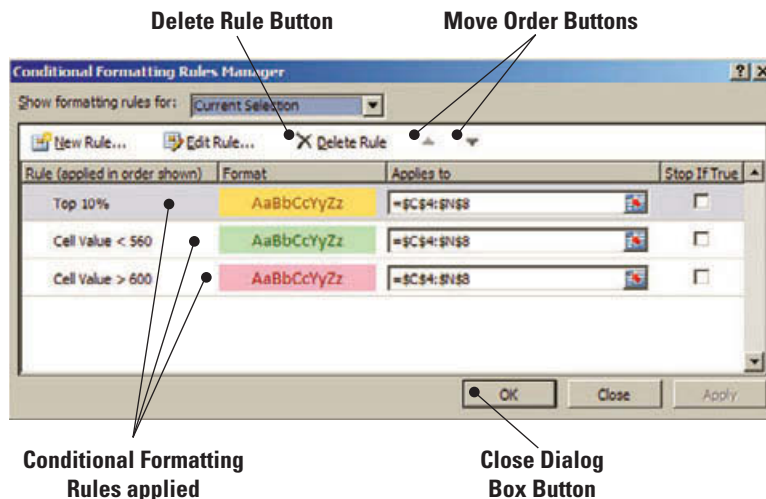 Delete Rule Button Move Order Buttons
Conditional Formatting Rules Manager
Show formatting rules for: Current Selection
New Rule... Edit Rule... Delete Rule
Rule (applied in order shown) Format Applies to Stop If True
Top 10% AaBbCcYyZz =$C$4:$N$8
Cell Value < 560 AaBbCcYyZz =$C$4:$N$8
Cell Value > 600 AaBbCcYyZz =$C$4:$N$8
OK Close Apply
Conditional Formatting
Rules applied
Close Dialog
Box Button